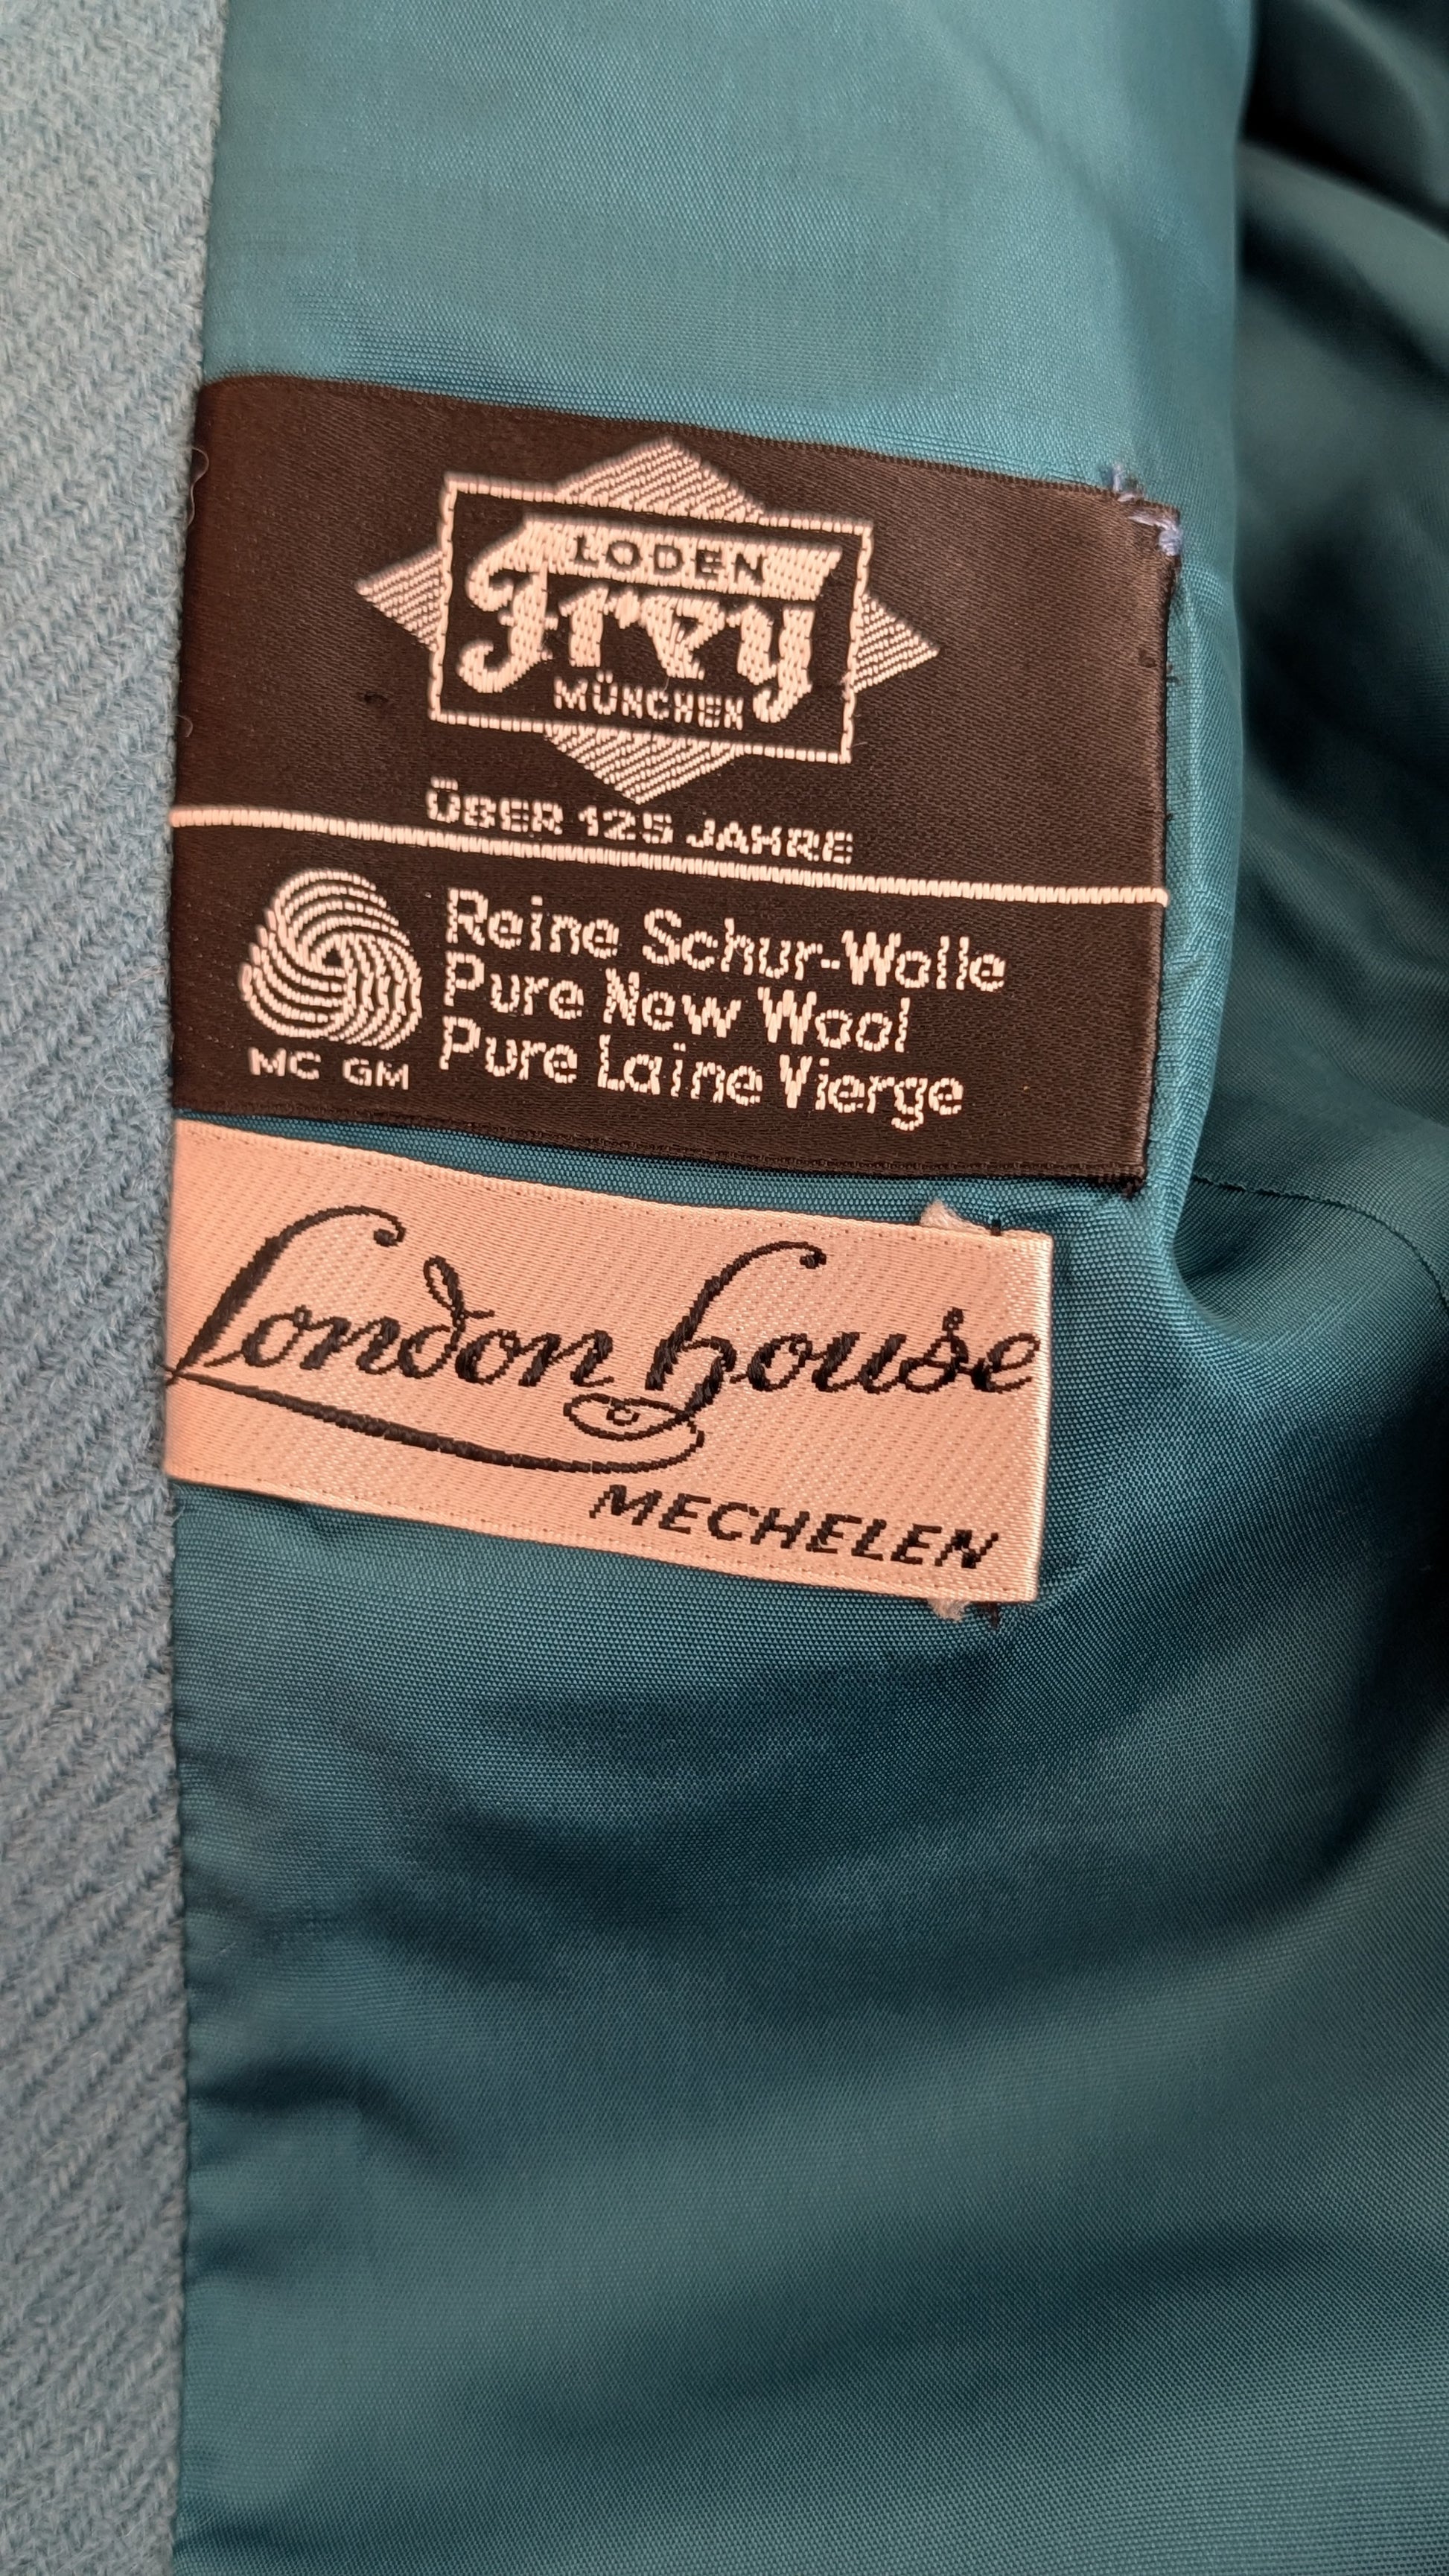 LODEN
Frey
MÜNCHEN
ÜBER 125 JAHRE
Reine Schur-Wolle
Pure New Wool
Pure Laine Vierge
MC GM
London house
MECHELEN